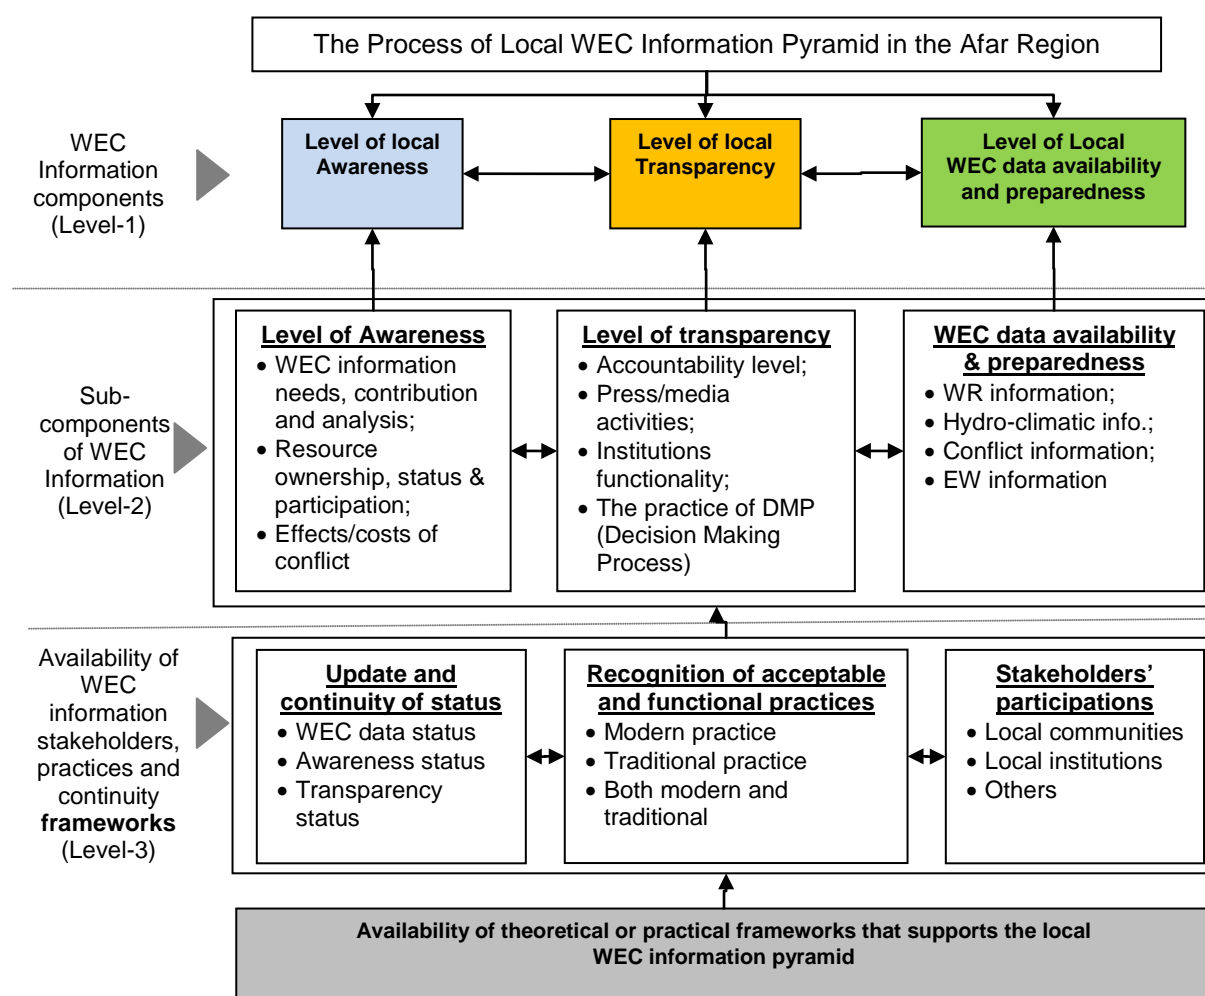 The Process of Local WEC Information Pyramid in the Afar Region
WEC
Information
components
(Level-1)
Level of local
Awareness
Level of local
Transparency
Level of Local
WEC data availability
and preparedness
Sub-
components
of WEC
Information
(Level-2)
Level of Awareness
• WEC information
needs, contribution
and analysis;
• Resource
ownership, status &
participation;
• Effects/costs of
conflict
Level of transparency
• Accountability level;
• Press/media
activities;
• Institutions
functionality;
• The practice of DMP
(Decision Making
Process)
WEC data availability
& preparedness
• WR information;
• Hydro-climatic info.;
• Conflict information;
• EW information
Availability of
WEC
information
stakeholders,
practices and
continuity
frameworks
(Level-3)
Update and
continuity of status
• WEC data status
• Awareness status
• Transparency
status
Recognition of acceptable
and functional practices
• Modern practice
• Traditional practice
• Both modern and
traditional
Stakeholders’
participations
• Local communities
• Local institutions
• Others
Availability of theoretical or practical frameworks that supports the local
WEC information pyramid